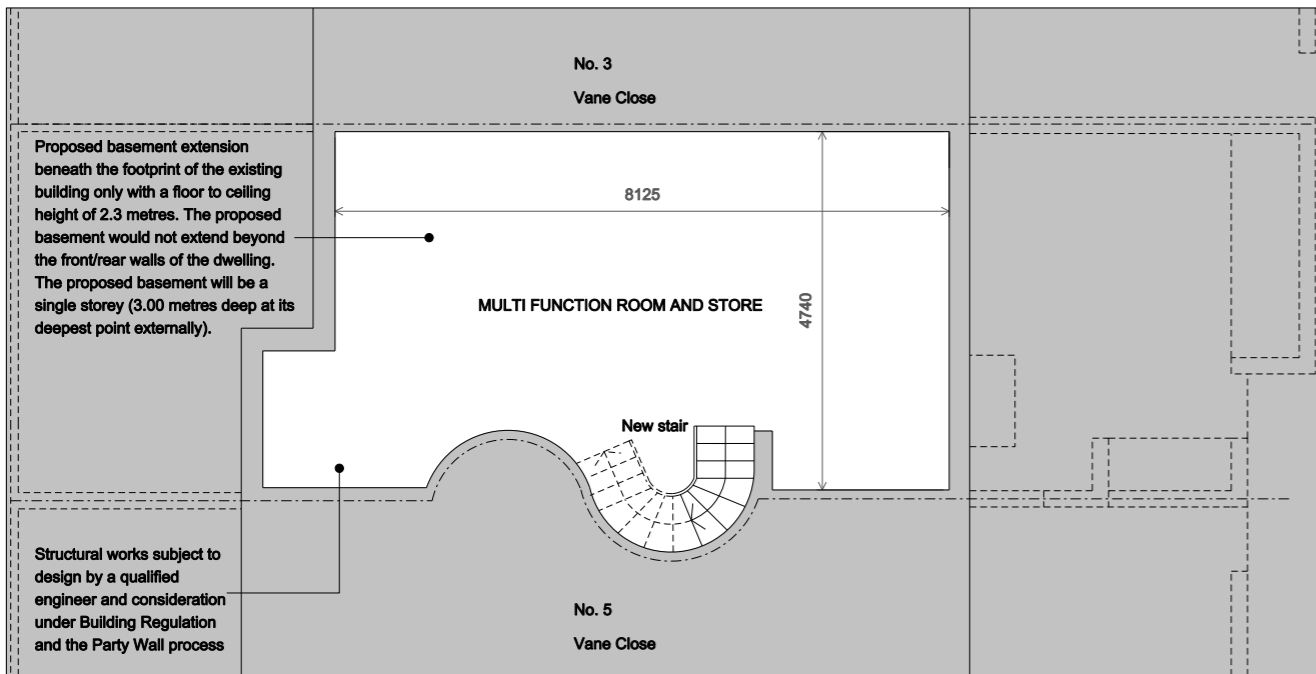 No. 3
Vane Close
Proposed basement extension
beneath the footprint of the existing
building only with a floor to ceiling
height of 2.3 metres. The proposed
basement would not extend beyond
the front/rear walls of the dwelling.
The proposed basement will be a
single storey (3.00 metres deep at its
deepest point externally).
8125
MULTI FUNCTION ROOM AND STORE
4740
New stair
Structural works subject to
design by a qualified
engineer and consideration
under Building Regulation
and the Party Wall process
No. 5
Vane Close